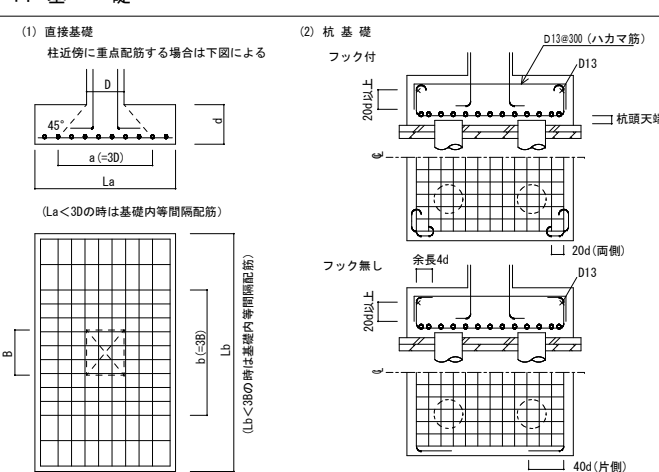 (1) 直接基礎
柱近傍に重点配筋する場合は下図による
D
45°
d
a(=3D)
La
(La<3Dの時は基礎内等間隔配筋)
B
b(=3B)
Lb
(Lb<3Bの時は基礎内等間隔配筋)
(2) 杭基礎
フック付
D13@300 (ハカマ筋)
D13
20d以上
杭頭天端
20d(両側)
フック無し
余長4d
D13
20d以上
40d(片側)